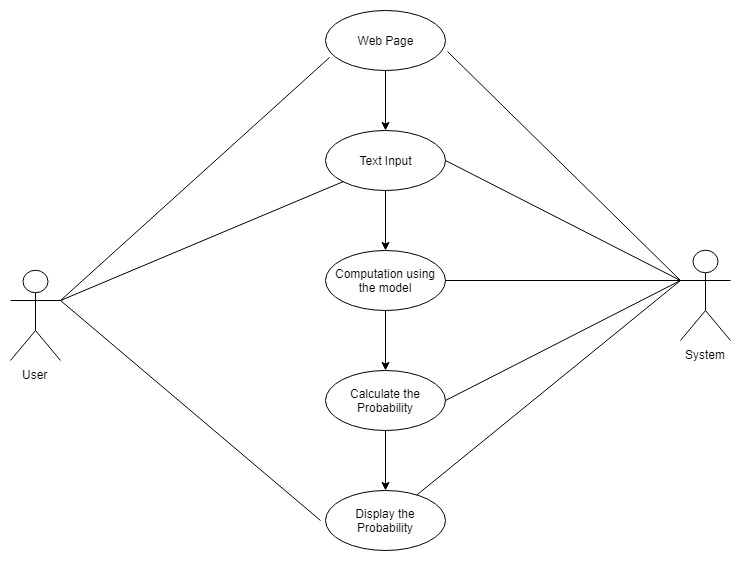 Web Page
Text Input
Computation using
the model
User
System
Calculate the
Probability
Display the
Probability